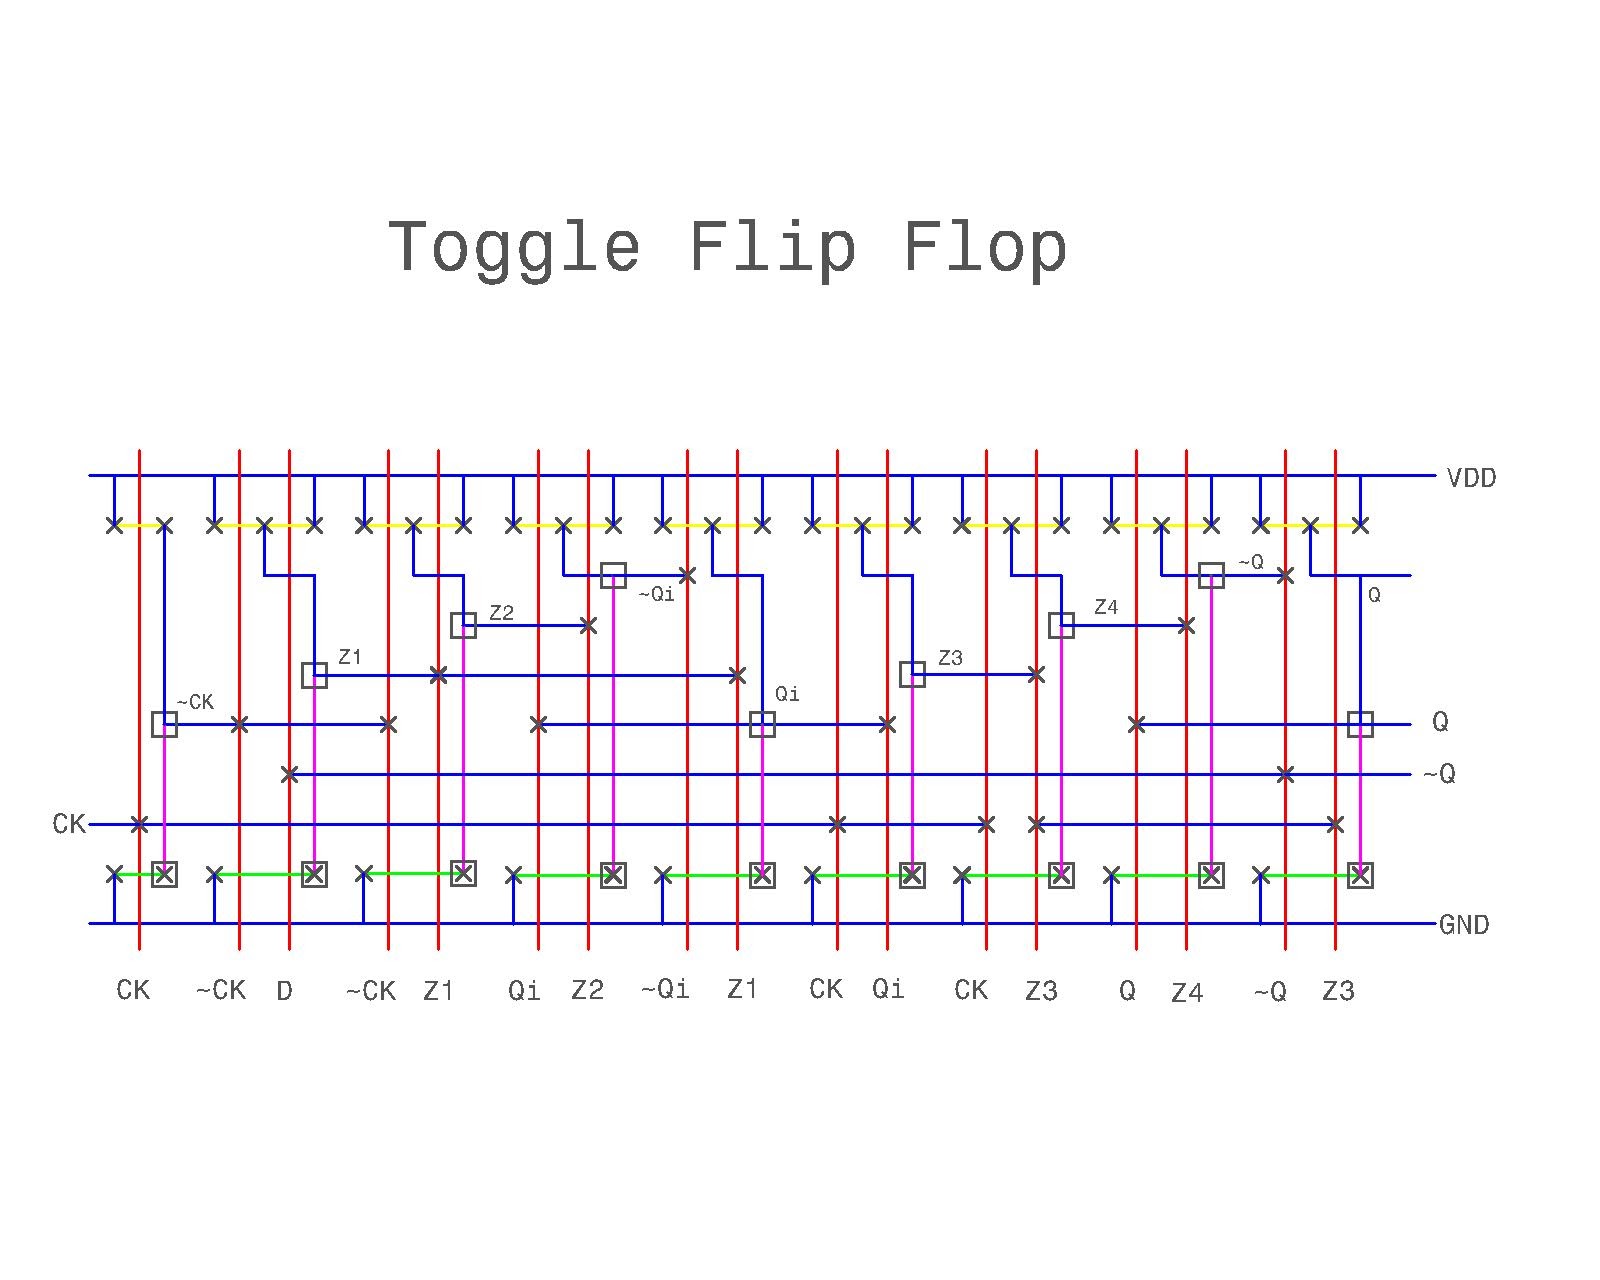 Toggle Flip Flop
VDD
~Q
~Qi
Q
Z2
Z4
Z1
Z3
~CK
Qi
Q
~Q
CK
GND
CK ~CK D ~CK Z1 Qi Z2 ~Qi Z1 CK Qi CK Z3 Q Z4 ~Q Z3